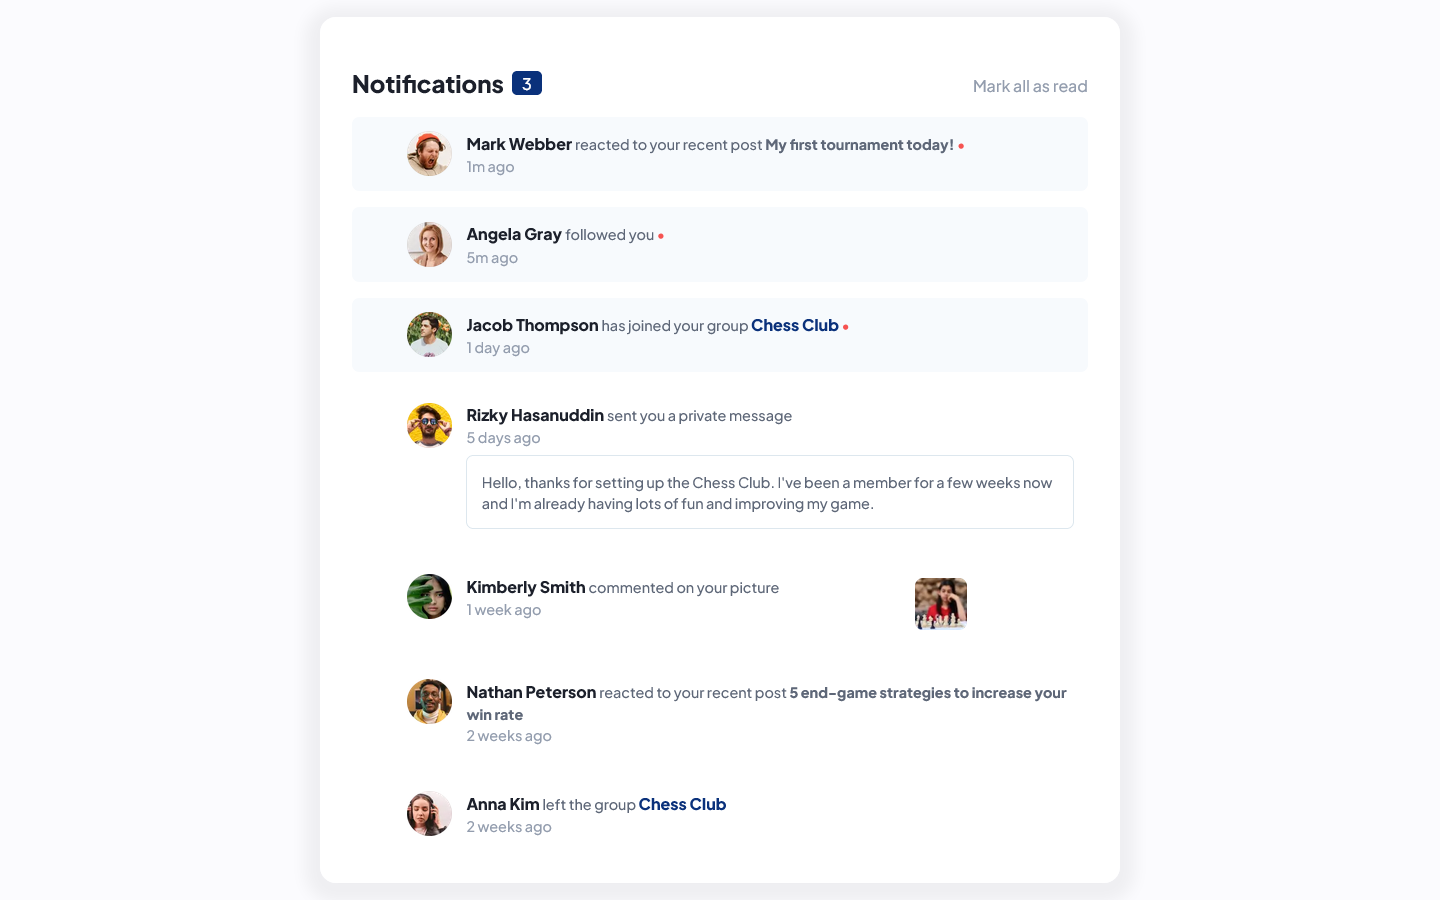 Notifications 3
Mark all as read
Mark Webber reacted to your recent post My first tournament today!
1m ago
Angela Gray followed you
5m ago
Jacob Thompson has joined your group Chess Club
1 day ago
Rizky Hasanuddin sent you a private message
5 days ago
Hello, thanks for setting up the Chess Club. I've been a member for a few weeks now
and I'm already having lots of fun and improving my game.
Kimberly Smith commented on your picture
1 week ago
Nathan Peterson reacted to your recent post 5 end-game strategies to increase your
win rate
2 weeks ago
Anna Kim left the group Chess Club
2 weeks ago